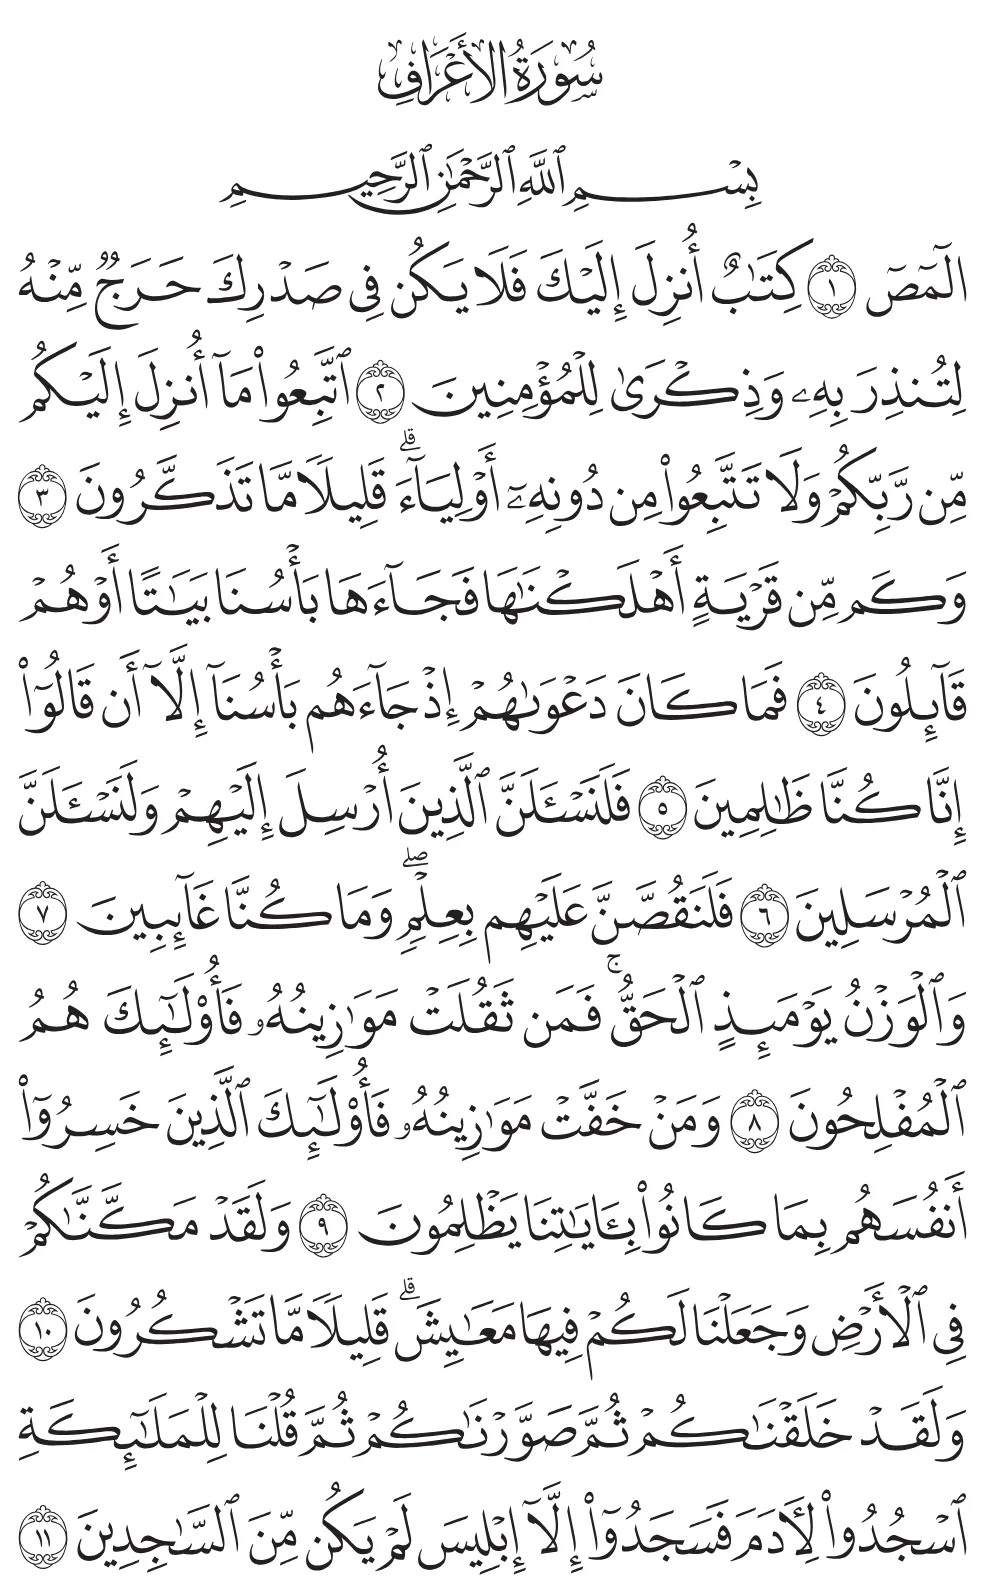 سُورَةُ الأَعْرَافِ
بِسْمِ ٱللَّهِ ٱلرَّحْمَٰنِ ٱلرَّحِيمِ
الٓمٓصٓ ۝١ كِتَٰبٌ أُنزِلَ إِلَيْكَ فَلَا يَكُن فِى صَدْرِكَ حَرَجٌ مِّنْهُ
لِتُنذِرَ بِهِۦ وَذِكْرَىٰ لِلْمُؤْمِنِينَ ۝٢ ٱتَّبِعُوا۟ مَآ أُنزِلَ إِلَيْكُم
مِّن رَّبِّكُمْ وَلَا تَتَّبِعُوا۟ مِن دُونِهِۦٓ أَوْلِيَآءَ ۗ قَلِيلًا مَّا تَذَكَّرُونَ ۝٣
وَكَم مِّن قَرْيَةٍ أَهْلَكْنَٰهَا فَجَآءَهَا بَأْسُنَا بَيَٰتًا أَوْ هُمْ
قَآئِلُونَ ۝٤ فَمَا كَانَ دَعْوَىٰهُمْ إِذْ جَآءَهُم بَأْسُنَآ إِلَّآ أَن قَالُوٓا۟
إِنَّا كُنَّا ظَٰلِمِينَ ۝٥ فَلَنَسْـَٔلَنَّ ٱلَّذِينَ أُرْسِلَ إِلَيْهِمْ وَلَنَسْـَٔلَنَّ
ٱلْمُرْسَلِينَ ۝٦ فَلَنَقُصَّنَّ عَلَيْهِم بِعِلْمٍ ۖ وَمَا كُنَّا غَآئِبِينَ ۝٧
وَٱلْوَزْنُ يَوْمَئِذٍ ٱلْحَقُّ ۚ فَمَن ثَقُلَتْ مَوَٰزِينُهُۥ فَأُو۟لَٰٓئِكَ هُمُ
ٱلْمُفْلِحُونَ ۝٨ وَمَنْ خَفَّتْ مَوَٰزِينُهُۥ فَأُو۟لَٰٓئِكَ ٱلَّذِينَ خَسِرُوٓا۟
أَنفُسَهُم بِمَا كَانُوا۟ بِـَٔايَٰتِنَا يَظْلِمُونَ ۝٩ وَلَقَدْ مَكَّنَّٰكُمْ
فِى ٱلْأَرْضِ وَجَعَلْنَا لَكُمْ فِيهَا مَعَٰيِشَ ۗ قَلِيلًا مَّا تَشْكُرُونَ ۝١٠
وَلَقَدْ خَلَقْنَٰكُمْ ثُمَّ صَوَّرْنَٰكُمْ ثُمَّ قُلْنَا لِلْمَلَٰٓئِكَةِ
ٱسْجُدُوا۟ لِـَٔادَمَ فَسَجَدُوٓا۟ إِلَّآ إِبْلِيسَ لَمْ يَكُن مِّنَ ٱلسَّٰجِدِينَ ۝١١